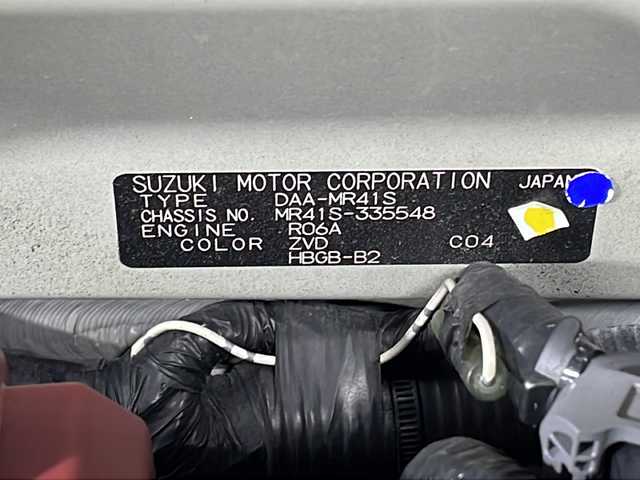 SUZUKI MOTOR CORPORATION JAPAN
TYPE DAA-MR41S
CHASSIS NO. MR41S-335548
ENGINE R06A
COLOR ZVD C04
HBGB-B2